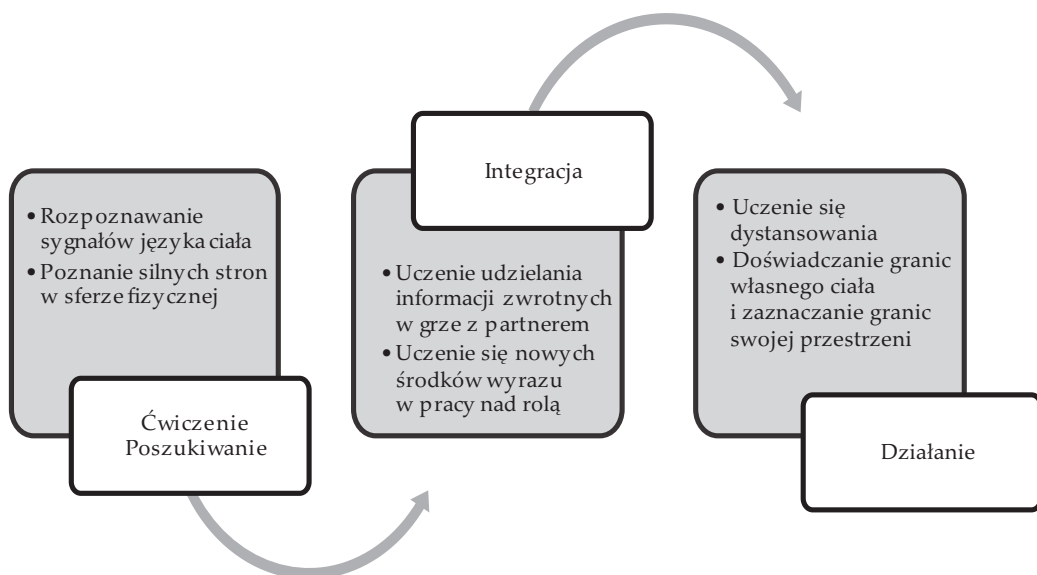 • Rozpoznawanie
sygnałów języka ciała
• Poznanie silnych stron
w sferze fizycznej
Ćwiczenie
Poszukiwanie
Integracja
• Uczenie udzielania
informacji zwrotnych
w grze z partnerem
• Uczenie się nowych
środków wyrazu
w pracy nad rolą
• Uczenie się
dystansowania
• Doświadczanie granic
własnego ciała
i zaznaczanie granic
swojej przestrzeni
Działanie